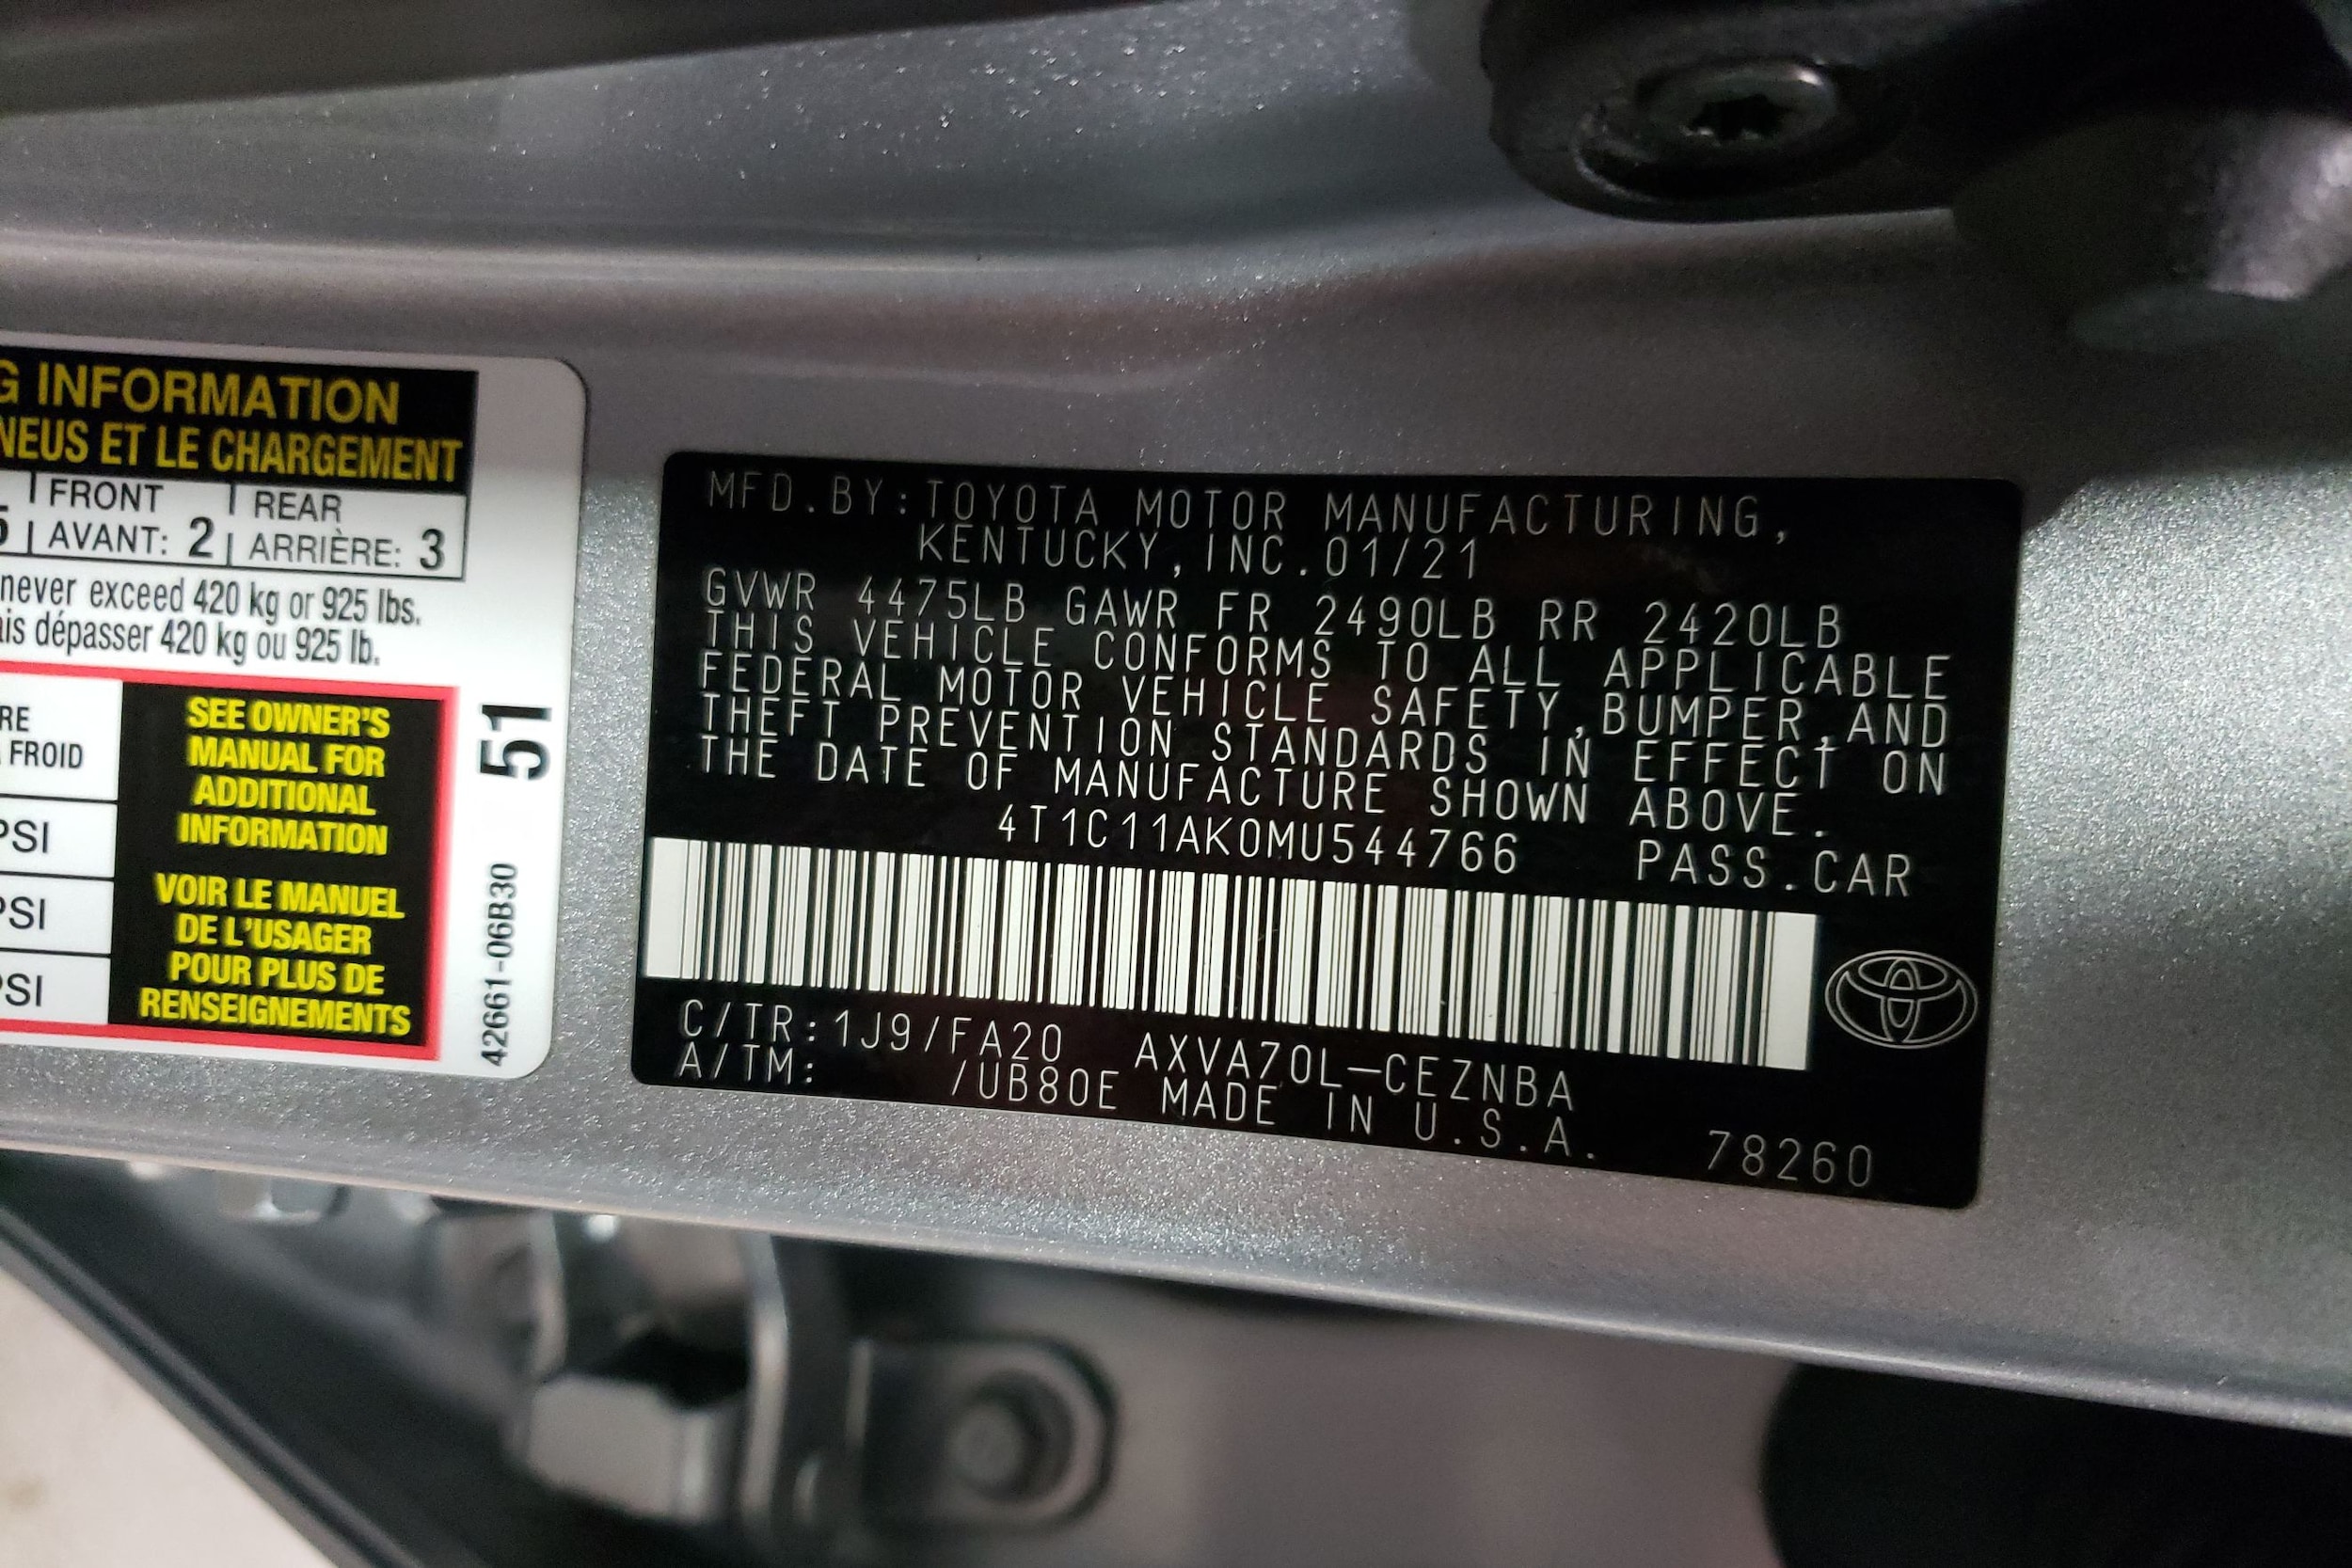 G INFORMATION
NEUS ET LE CHARGEMENT
5 FRONT REAR
AVANT: 2 ARRIÈRE: 3
never exceed 420 kg or 925 lbs.
ais dépasser 420 kg ou 925 lb.
RE
FROID
PSI
PSI
PSI
SEE OWNER'S
MANUAL FOR
ADDITIONAL
INFORMATION
VOIR LE MANUEL
DE L'USAGER
POUR PLUS DE
RENSEIGNEMENTS
42661-06B30 51
MFD.BY:TOYOTA MOTOR MANUFACTURING,
KENTUCKY,INC.01/21
GVWR 4475LB GAWR FR 2490LB RR 2420LB
THIS VEHICLE CONFORMS TO ALL APPLICABLE
FEDERAL MOTOR VEHICLE SAFETY,BUMPER,AND
THEFT PREVENTION STANDARDS IN EFFECT ON
THE DATE OF MANUFACTURE SHOWN ABOVE.
4T1C11AK0MU544766 PASS.CAR
C/TR:1J9/FA20 AXVA70L-CEZNBA
A/TM: /UB80E MADE IN U.S.A. 78260